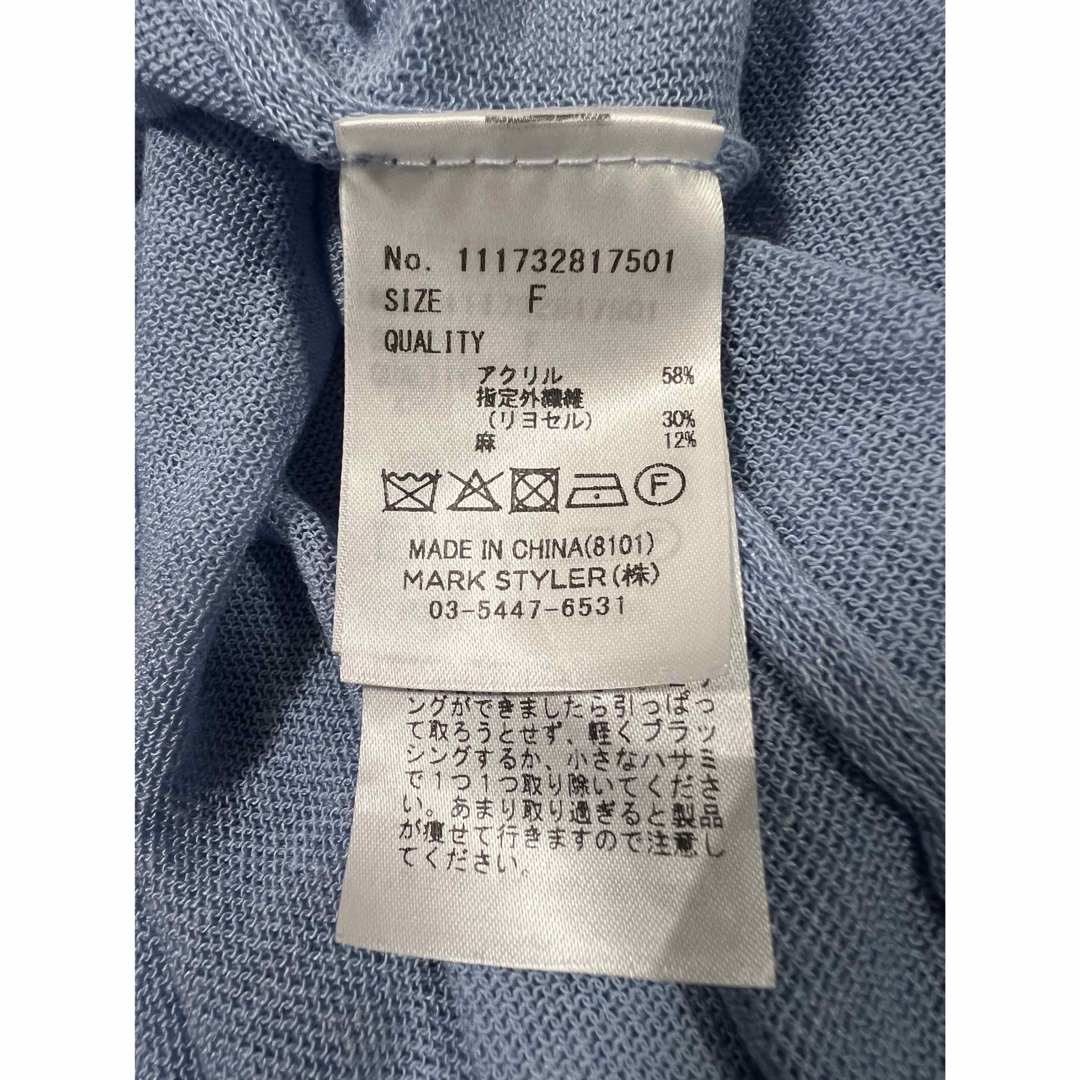 No. 111732817501
SIZE F
QUALITY
アクリル 58%
指定外繊維
(リヨセル) 30%
麻 12%
F
MADE IN CHINA(8101)
MARK STYLER(株)
03-5447-6531
ングができましたら引っぱっ
て取ろうとせず、軽くブラッ
シングするか、小さなハサミ
で1つ1つ取り除いてくださ
い。あまり取り過ぎると製品
が痩せて行きますので注意し
てください。